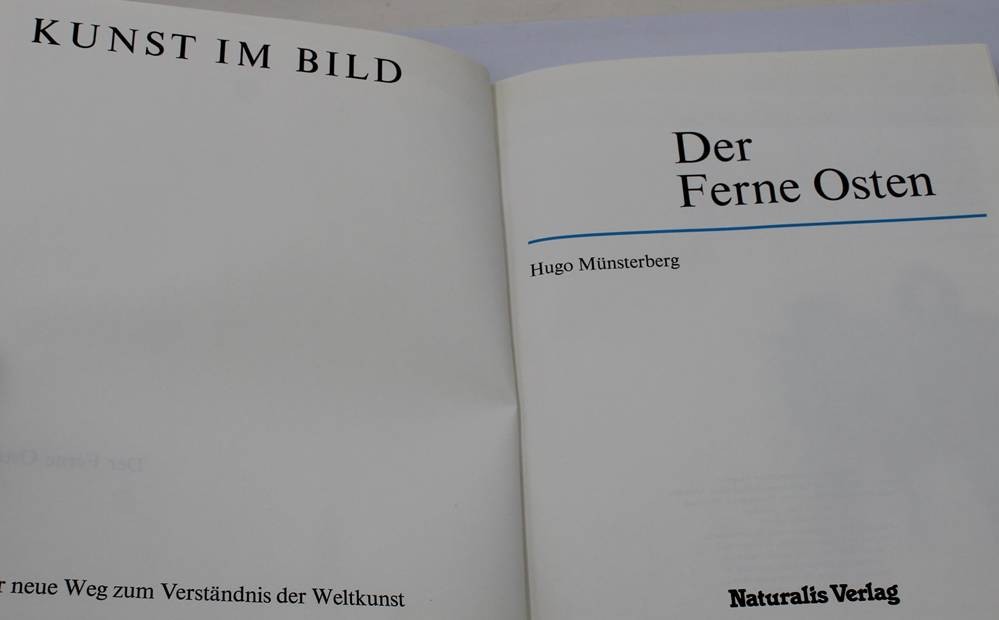 KUNST IM BILD
r neue Weg zum Verständnis der Weltkunst
Der
Ferne Osten
Hugo Münsterberg
Naturalis Verlag